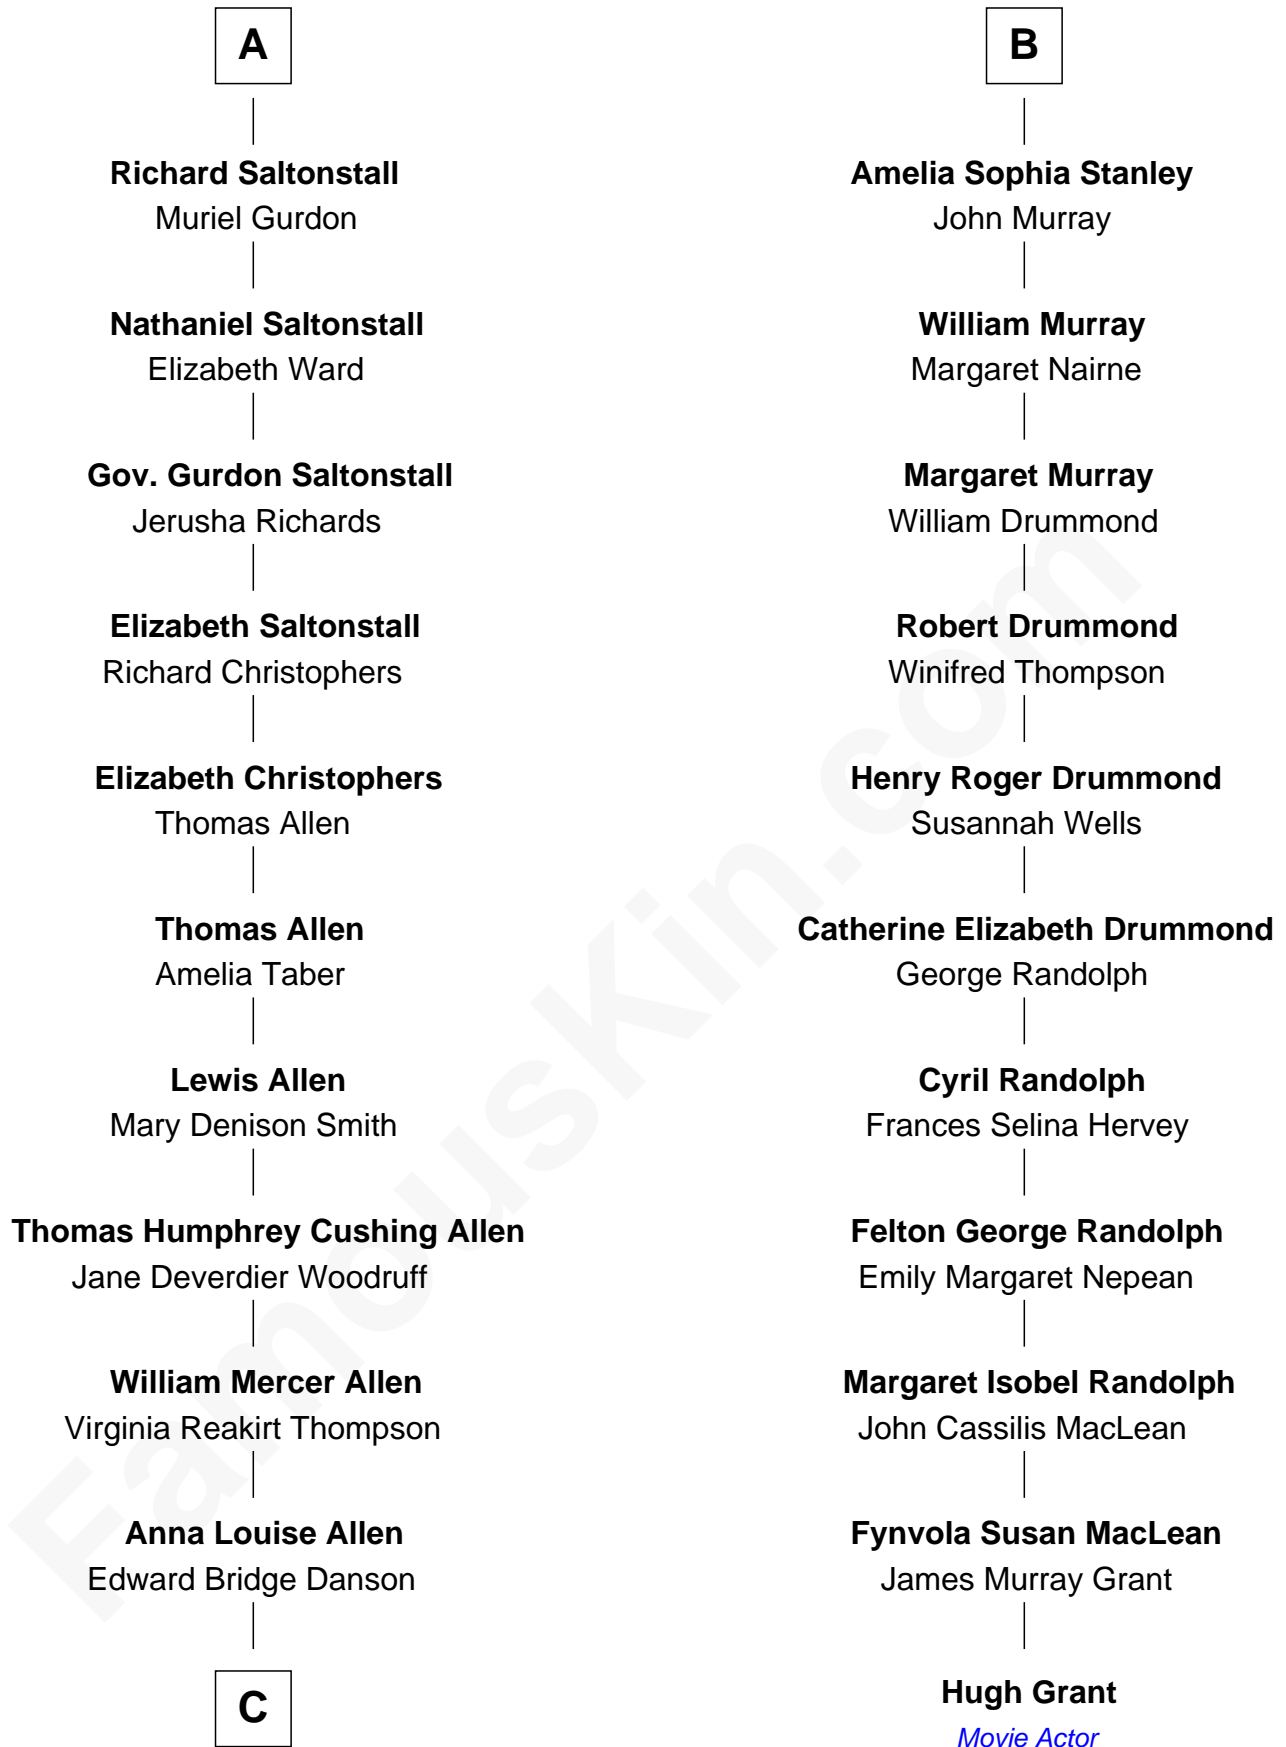 A
Richard Saltonstall
Muriel Gurdon
Nathaniel Saltonstall
Elizabeth Ward
Gov. Gurdon Saltonstall
Jerusha Richards
Elizabeth Saltonstall
Richard Christophers
Elizabeth Christophers
Thomas Allen
Thomas Allen
Amelia Taber
Lewis Allen
Mary Denison Smith
Thomas Humphrey Cushing Allen
Jane Deverdier Woodruff
William Mercer Allen
Virginia Reakirt Thompson
Anna Louise Allen
Edward Bridge Danson
C
B
Amelia Sophia Stanley
John Murray
William Murray
Margaret Nairne
Margaret Murray
William Drummond
Robert Drummond
Winifred Thompson
Henry Roger Drummond
Susannah Wells
Catherine Elizabeth Drummond
George Randolph
Cyril Randolph
Frances Selina Hervey
Felton George Randolph
Emily Margaret Nepean
Margaret Isobel Randolph
John Cassilis MacLean
Fynvola Susan MacLean
James Murray Grant
Hugh Grant
Movie Actor
FamousKin.com